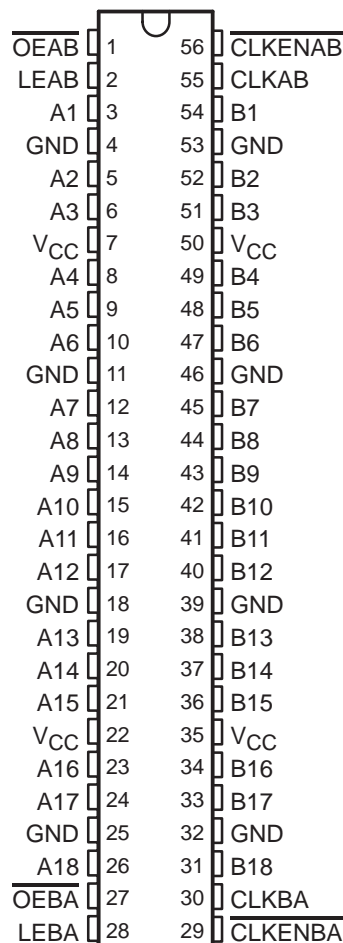 O̅E̅A̅B̅ 1 56 C̅L̅K̅E̅N̅A̅B̅
LEAB 2 55 CLKAB
A1 3 54 B1
GND 4 53 GND
A2 5 52 B2
A3 6 51 B3
VCC 7 50 VCC
A4 8 49 B4
A5 9 48 B5
A6 10 47 B6
GND 11 46 GND
A7 12 45 B7
A8 13 44 B8
A9 14 43 B9
A10 15 42 B10
A11 16 41 B11
A12 17 40 B12
GND 18 39 GND
A13 19 38 B13
A14 20 37 B14
A15 21 36 B15
VCC 22 35 VCC
A16 23 34 B16
A17 24 33 B17
GND 25 32 GND
A18 26 31 B18
O̅E̅B̅A̅ 27 30 CLKBA
LEBA 28 29 C̅L̅K̅E̅N̅B̅A̅